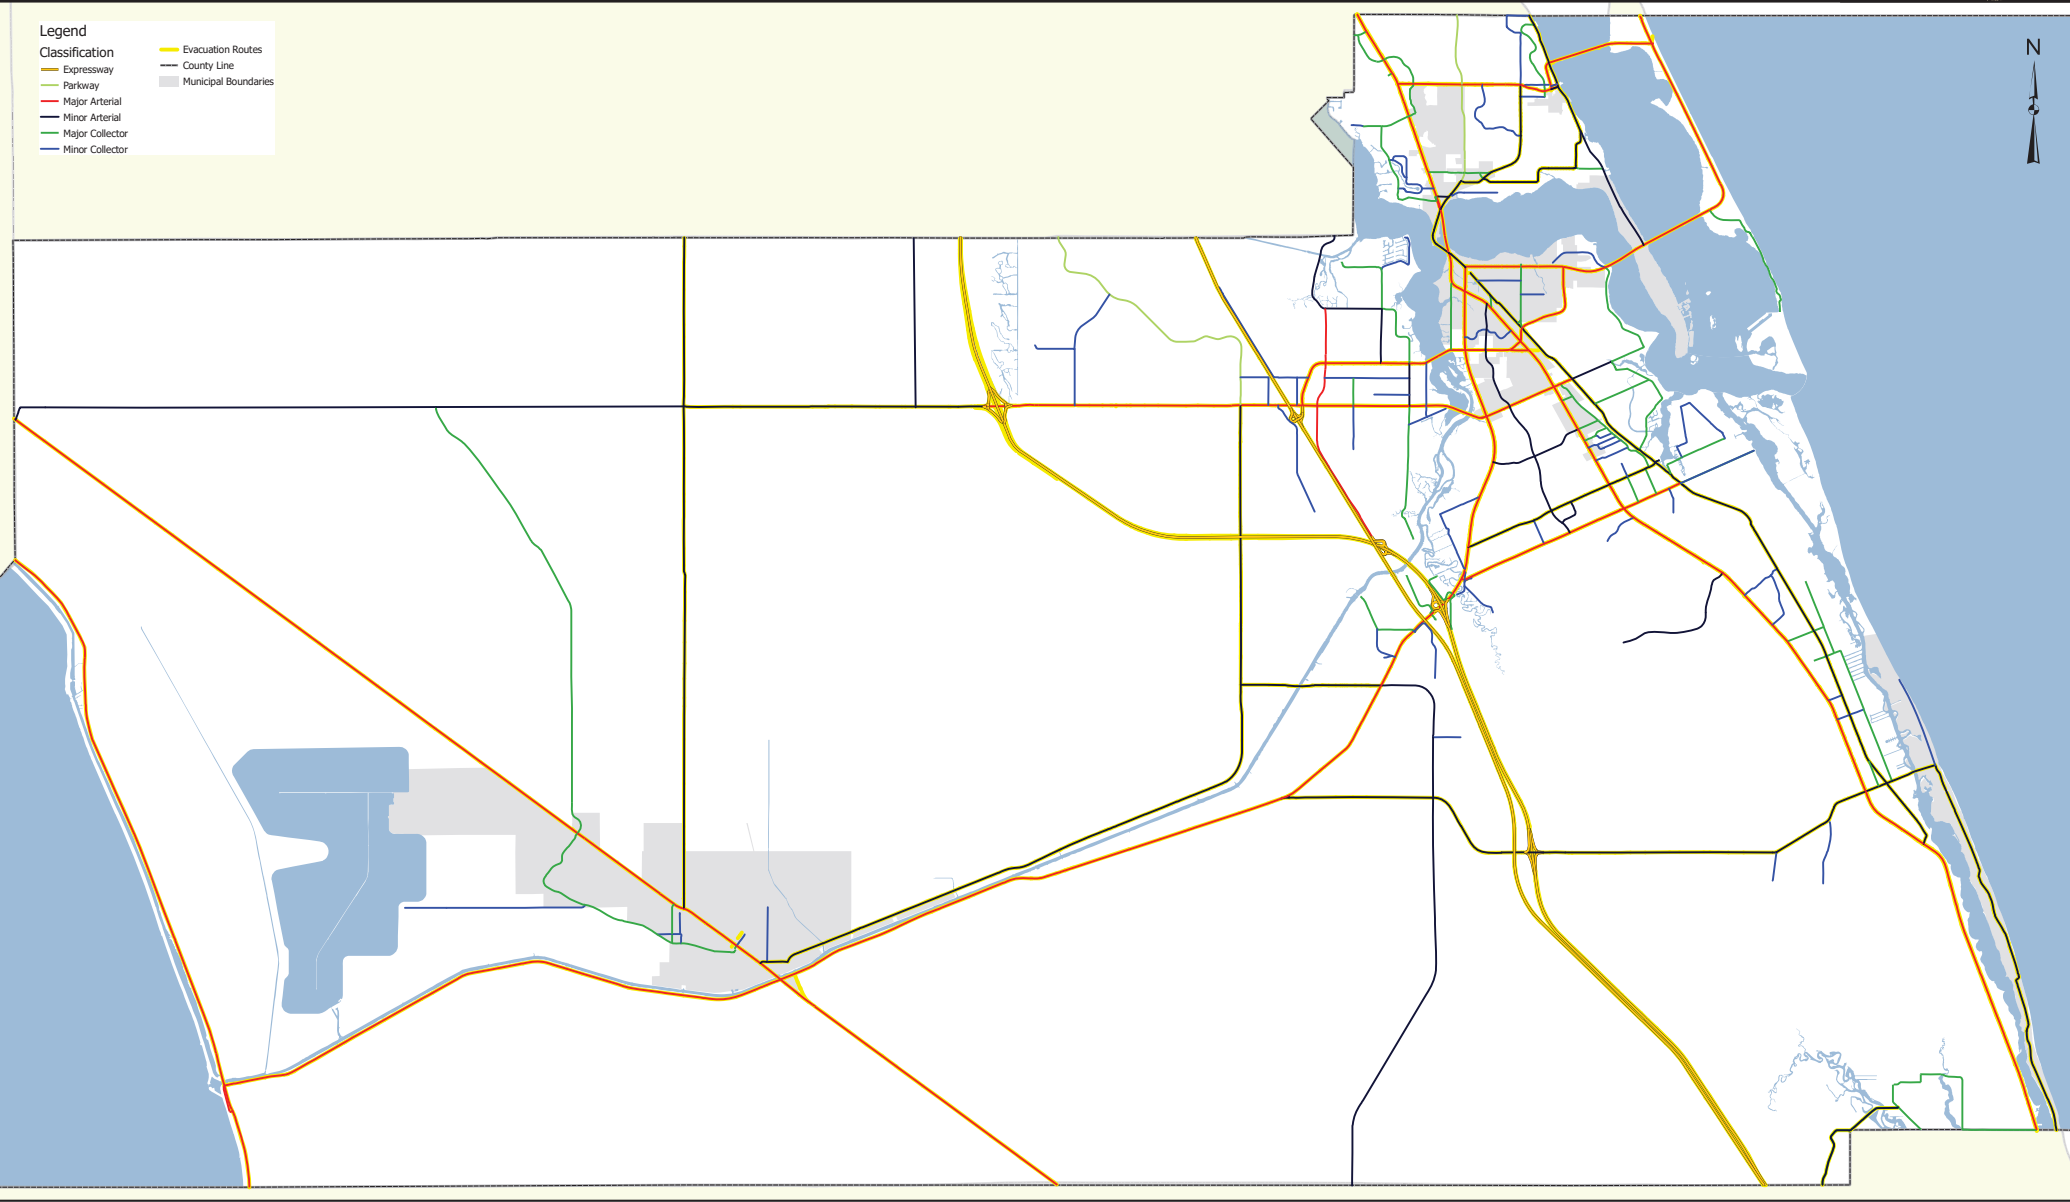 Legend
Classification
Expressway
Parkway
Major Arterial
Minor Arterial
Major Collector
Minor Collector
Evacuation Routes
County Line
Municipal Boundaries
N